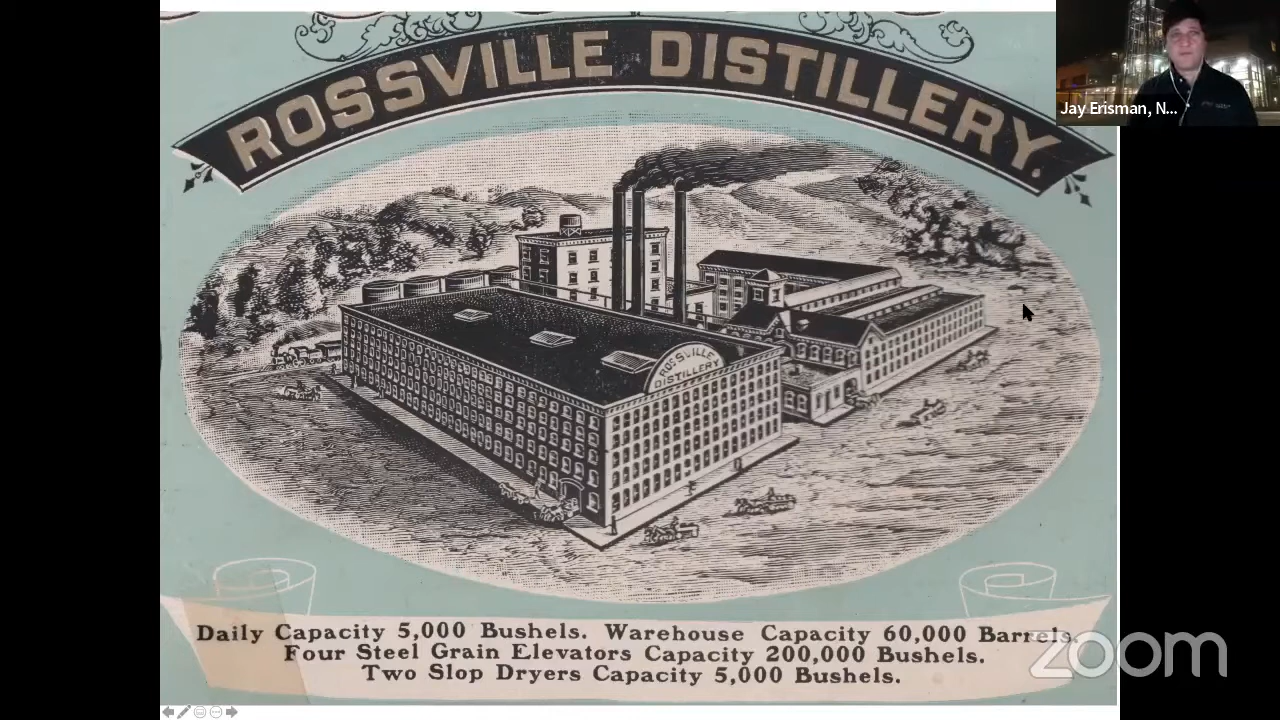 ROSSVILLE DISTILLERY.
Jay Erisman, N...
ROSSVILLE
DISTILLERY
Daily Capacity 5,000 Bushels. Warehouse Capacity 60,000 Barrels.
Four Steel Grain Elevators Capacity 200,000 Bushels.
Two Slop Dryers Capacity 5,000 Bushels.
zoom